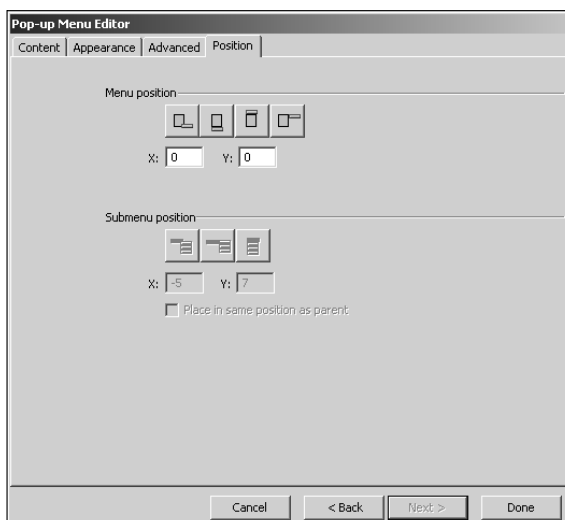 Pop-up Menu Editor
Content Appearance Advanced Position
Menu position
X: 0 Y: 0
Submenu position
X: -5 Y: 7
Place in same position as parent
Cancel < Back Next > Done